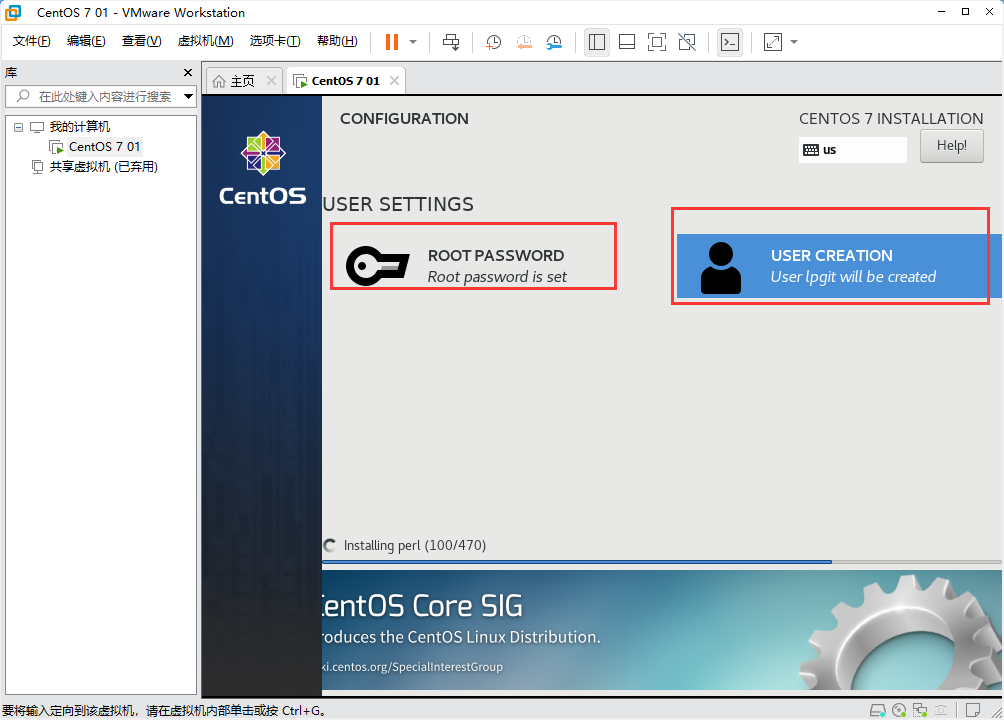 CentOS 7 01 - VMware Workstation
文件(F) 编辑(E) 查看(V) 虚拟机(M) 选项卡(T) 帮助(H)
库
在此处键入内容进行搜索
我的计算机
CentOS 7 01
共享虚拟机 (已弃用)
主页 CentOS 7 01
CentOS
CONFIGURATION
CENTOS 7 INSTALLATION
us
Help!
USER SETTINGS
ROOT PASSWORD
Root password is set
USER CREATION
User lpgit will be created
Installing perl (100/470)
CentOS Core SIG
roduces the CentOS Linux Distribution.
ki.centos.org/SpecialInterestGroup
要将输入定向到该虚拟机，请在虚拟机内部单击或按 Ctrl+G。